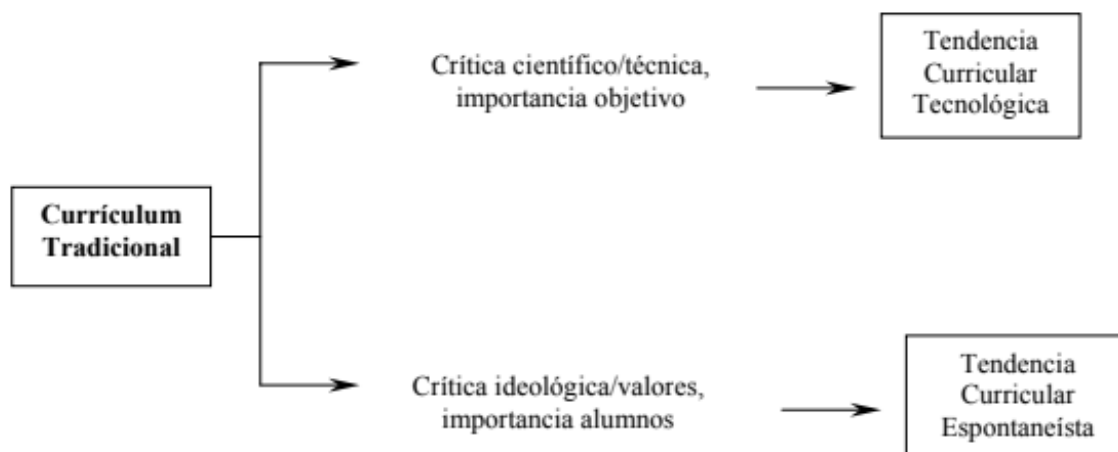 Crítica científico/técnica,
importancia objetivo
Tendencia
Curricular
Tecnológica
Currículum
Tradicional
Crítica ideológica/valores,
importancia alumnos
Tendencia
Curricular
Espontaneísta